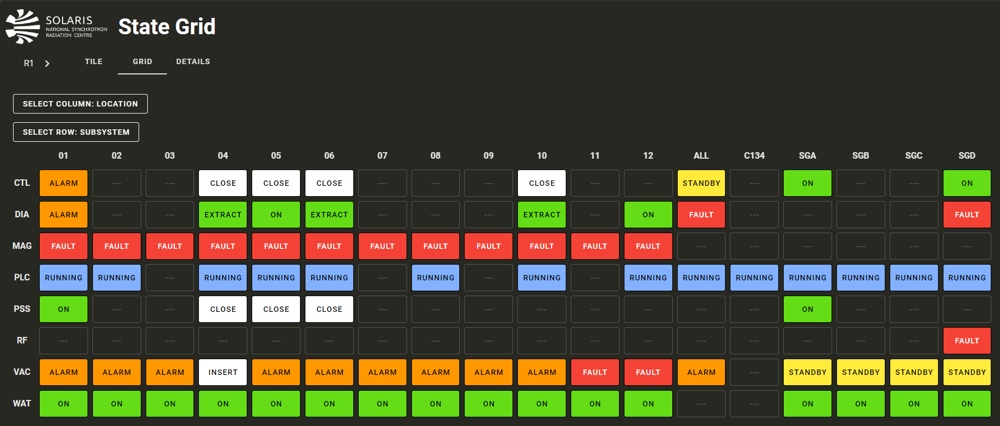 SOLARIS
NATIONAL SYNCHROTRON
RADIATION CENTRE
State Grid
R1 > TILE GRID DETAILS
SELECT COLUMN: LOCATION
SELECT ROW: SUBSYSTEM
01 02 03 04 05 06 07 08 09 10 11 12 ALL C134 SGA SGB SGC SGD
CTL ALARM --- --- CLOSE CLOSE CLOSE --- --- --- CLOSE --- --- STANDBY --- ON --- --- ON
DIA ALARM --- --- EXTRACT ON EXTRACT --- --- --- EXTRACT --- ON FAULT --- --- --- --- FAULT
MAG FAULT FAULT FAULT FAULT FAULT FAULT FAULT FAULT FAULT FAULT FAULT FAULT --- --- --- --- --- ---
PLC RUNNING RUNNING --- RUNNING RUNNING RUNNING --- RUNNING --- RUNNING --- RUNNING RUNNING RUNNING RUNNING RUNNING RUNNING RUNNING
PSS ON --- --- CLOSE CLOSE CLOSE --- --- --- --- --- --- --- --- ON --- --- ---
RF --- --- --- --- --- --- --- --- --- --- --- --- --- --- --- --- --- FAULT
VAC ALARM ALARM ALARM INSERT ALARM ALARM ALARM ALARM ALARM ALARM FAULT FAULT ALARM --- STANDBY STANDBY STANDBY STANDBY
WAT ON ON ON ON ON ON ON ON ON ON ON ON --- --- ON ON ON ON